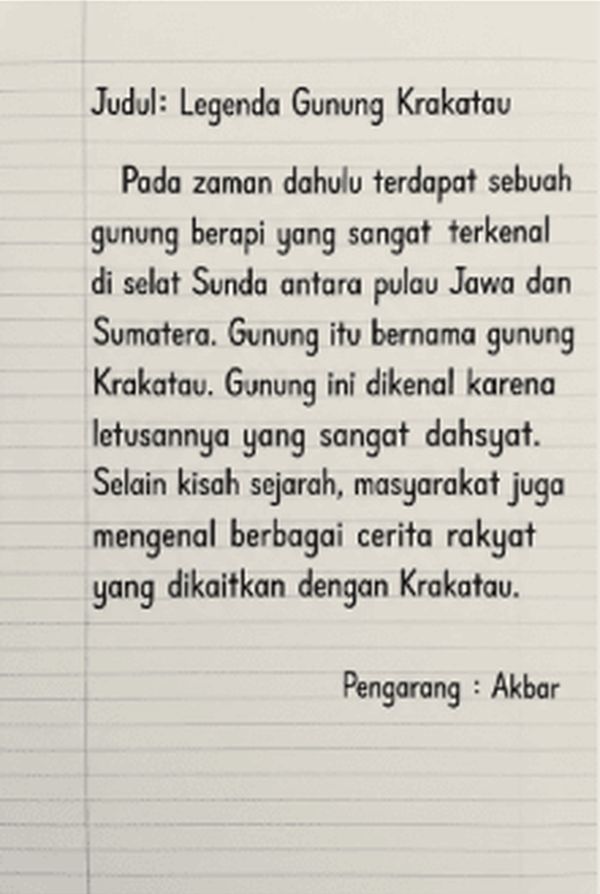 Judul: Legenda Gunung Krakatau
Pada zaman dahulu terdapat sebuah
gunung berapi yang sangat terkenal
di selat Sunda antara pulau Jawa dan
Sumatera. Gunung itu bernama gunung
Krakatau. Gunung ini dikenal karena
letusannya yang sangat dahsyat.
Selain kisah sejarah, masyarakat juga
mengenal berbagai cerita rakyat
yang dikaitkan dengan Krakatau.
Pengarang : Akbar